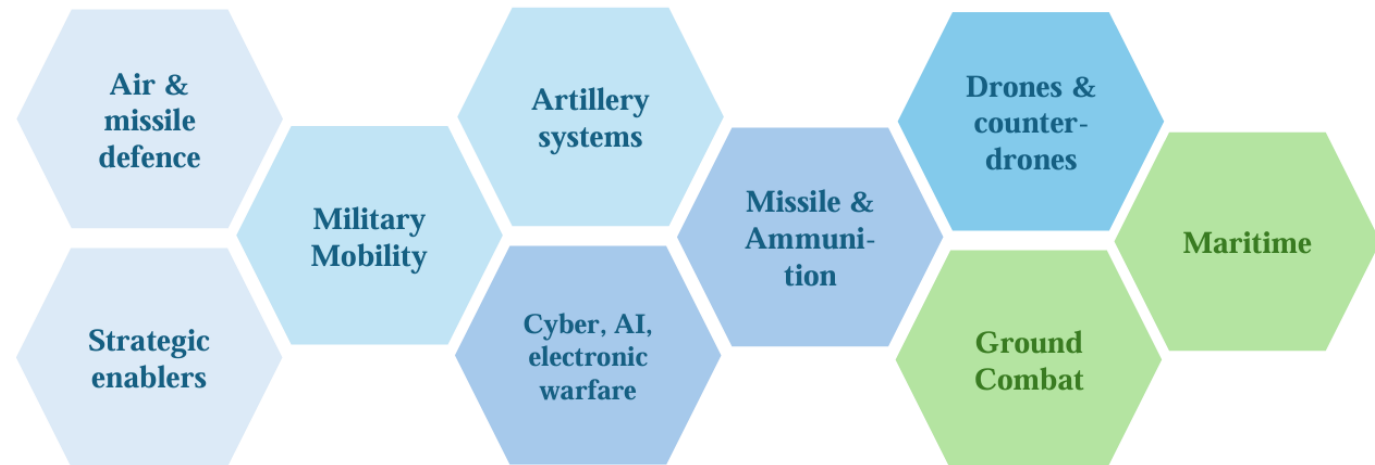 Air &
missile
defence
Strategic
enablers
Military
Mobility
Artillery
systems
Cyber, AI,
electronic
warfare
Missile &
Ammuni-
tion
Drones &
counter-
drones
Ground
Combat
Maritime